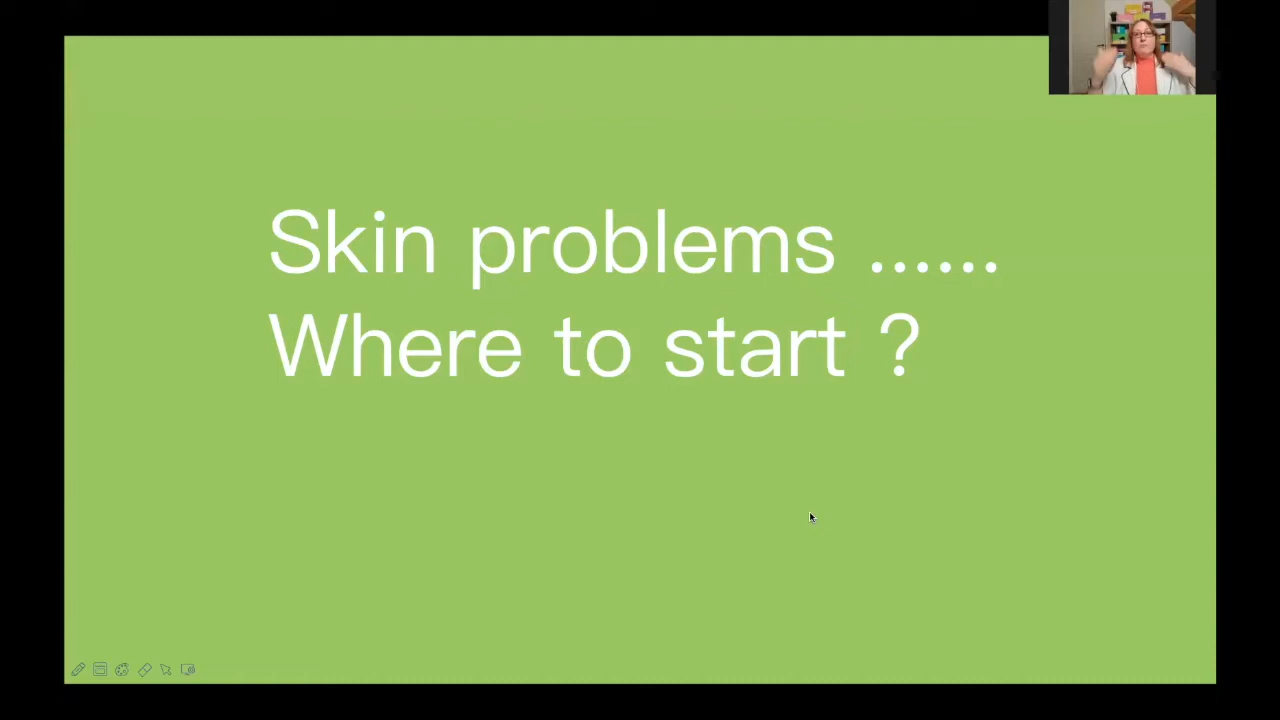 Skin problems ......
Where to start ?